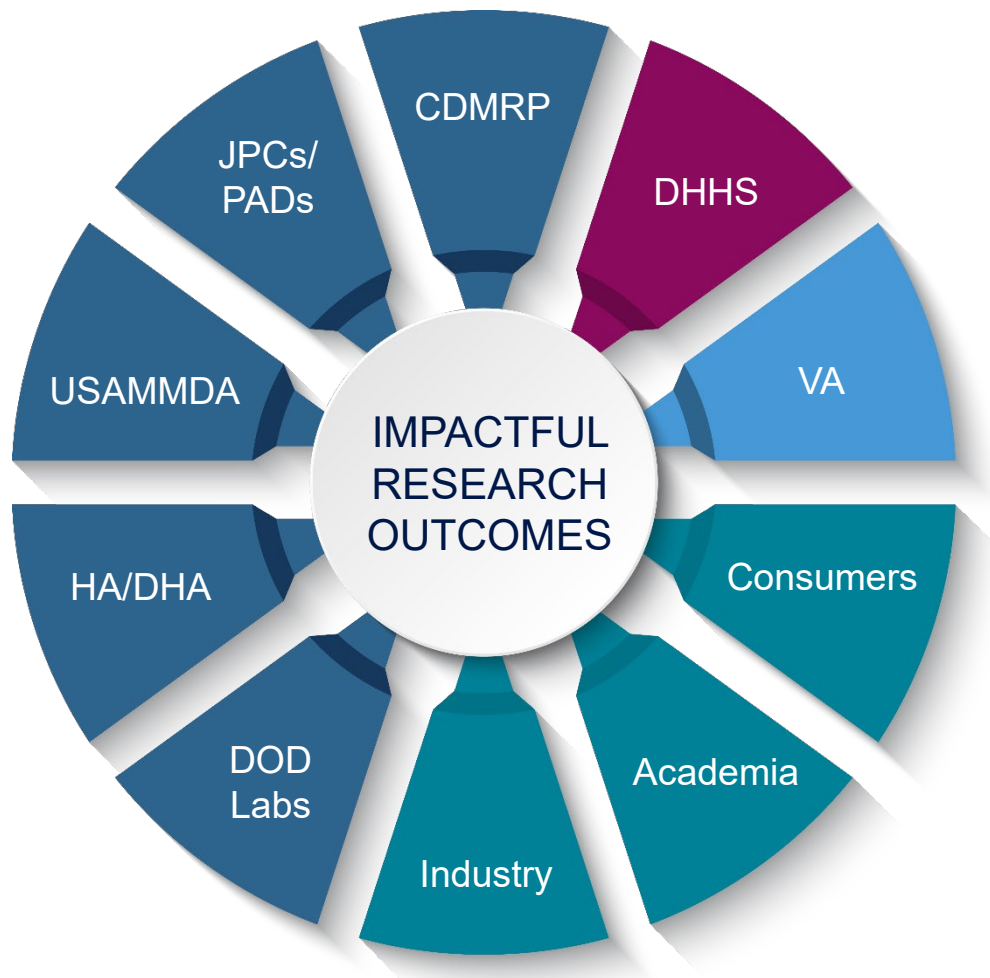 CDMRP
DHHS
VA
Consumers
Academia
Industry
DOD
Labs
HA/DHA
USAMMDA
JPCs/
PADs
IMPACTFUL
RESEARCH
OUTCOMES